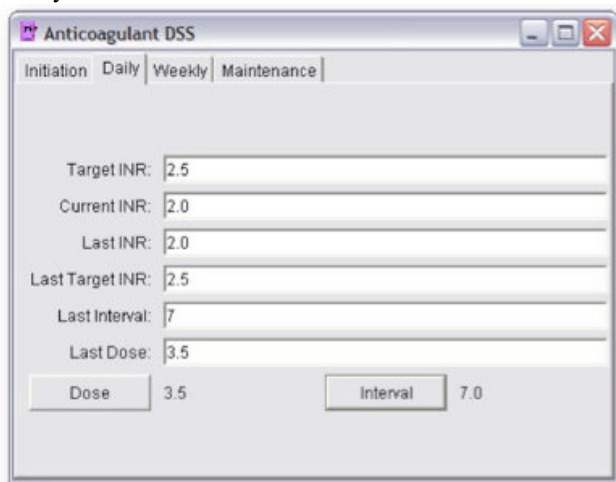 Anticoagulant DSS
Initiation Daily Weekly Maintenance
Target INR: 2.5
Current INR: 2.0
Last INR: 2.0
Last Target INR: 2.5
Last Interval: 7
Last Dose: 3.5
Dose 3.5 Interval 7.0